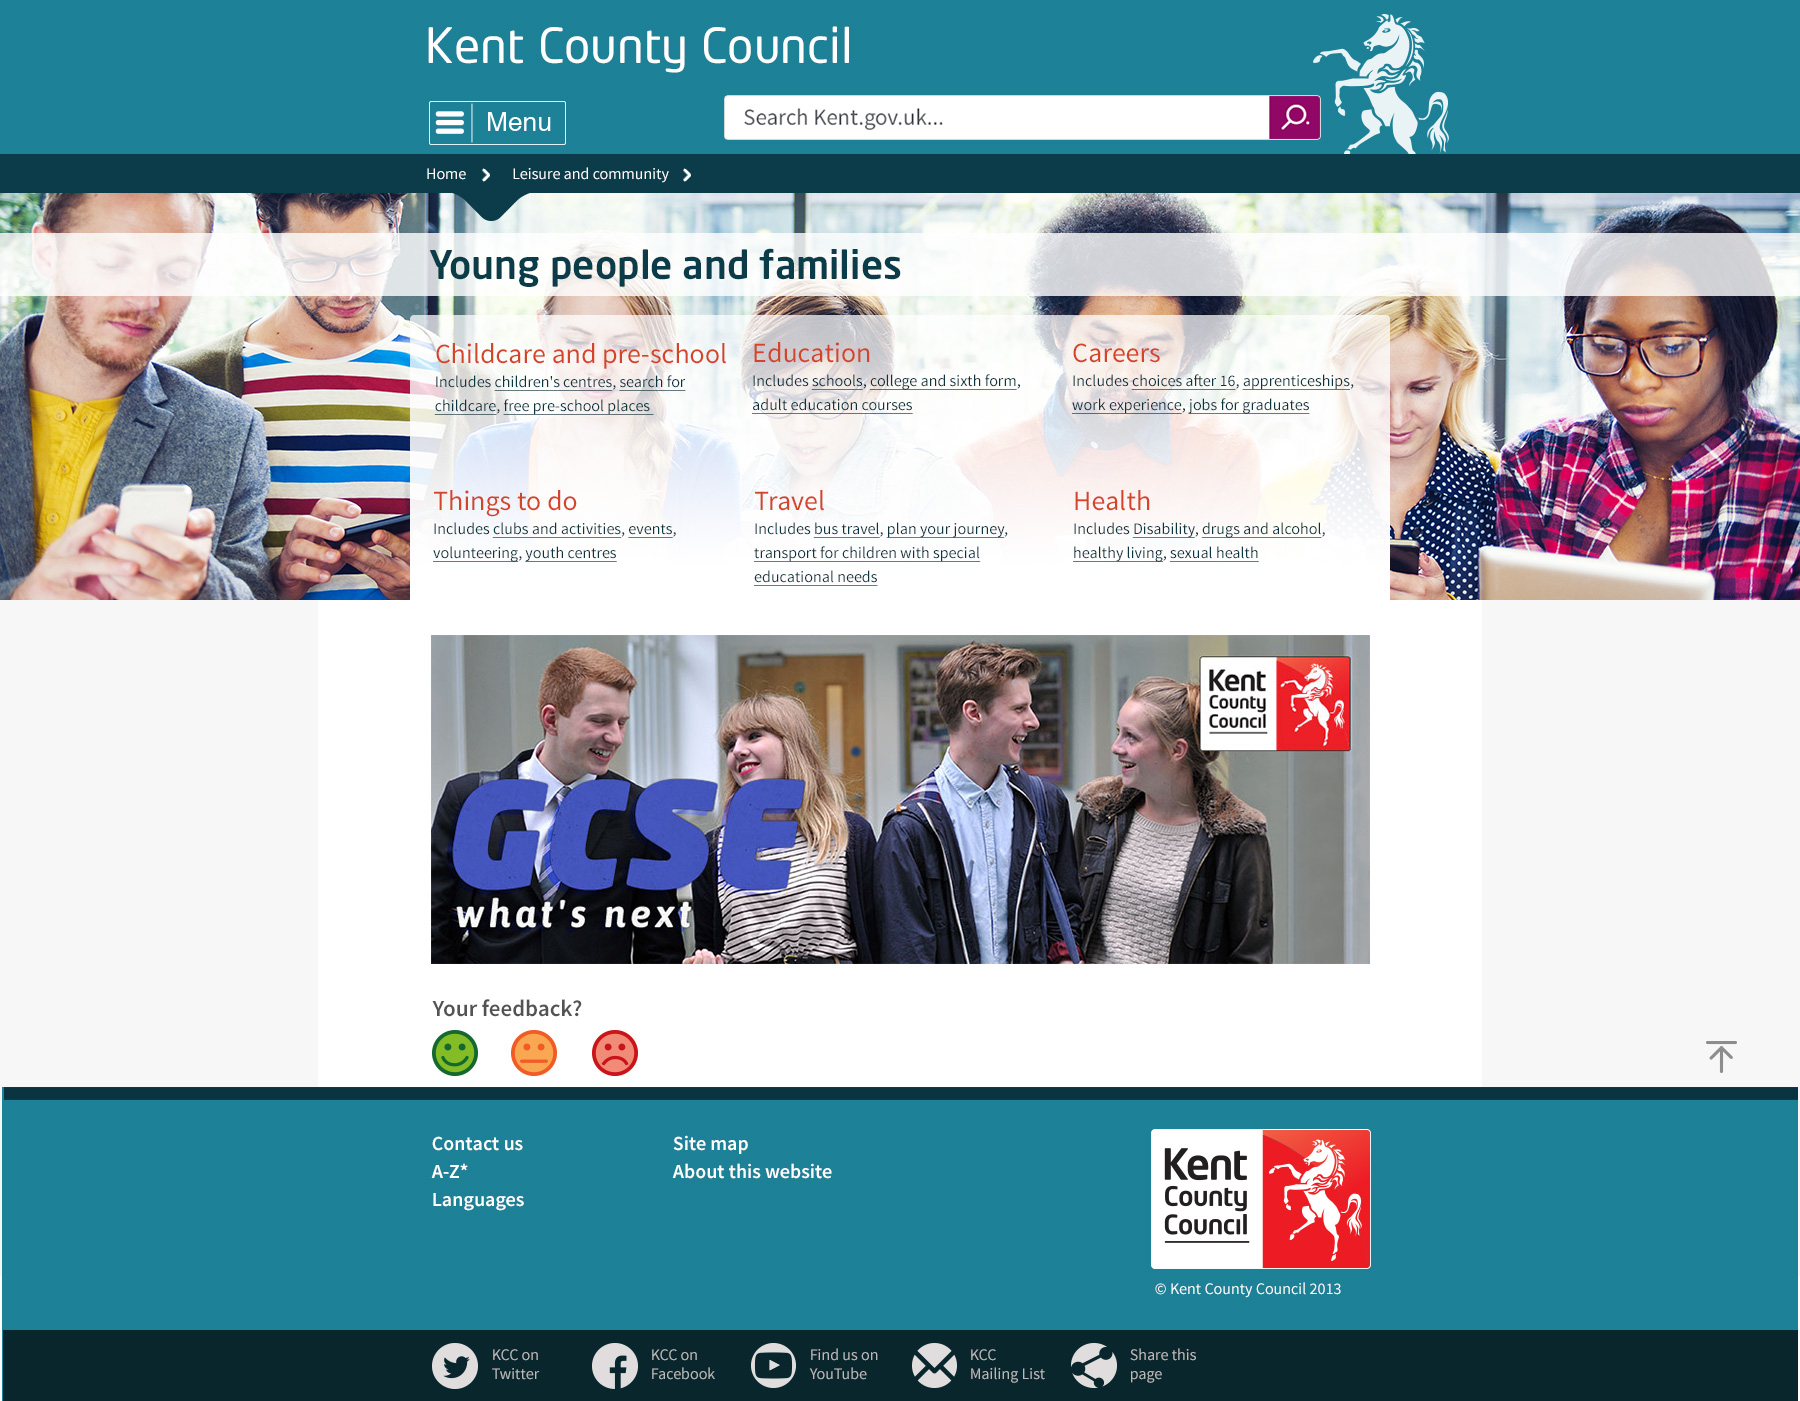 Kent County Council
Menu
Search Kent.gov.uk...
Home
Leisure and community
Young people and families
Childcare and pre-school
Includes children's centres, search for
childcare, free pre-school places
Education
Includes schools, college and sixth form,
adult education courses
Careers
Includes choices after 16, apprenticeships,
work experience, jobs for graduates
Things to do
Includes clubs and activities, events,
volunteering, youth centres
Travel
Includes bus travel, plan your journey,
transport for children with special
educational needs
Health
Includes Disability, drugs and alcohol,
healthy living, sexual health
Kent
County
Council
GCSE
what's next
Your feedback?
Contact us
A-Z*
Languages
Site map
About this website
Kent
County
Council
© Kent County Council 2013
KCC on
Twitter
KCC on
Facebook
Find us on
YouTube
KCC
Mailing List
Share this
page